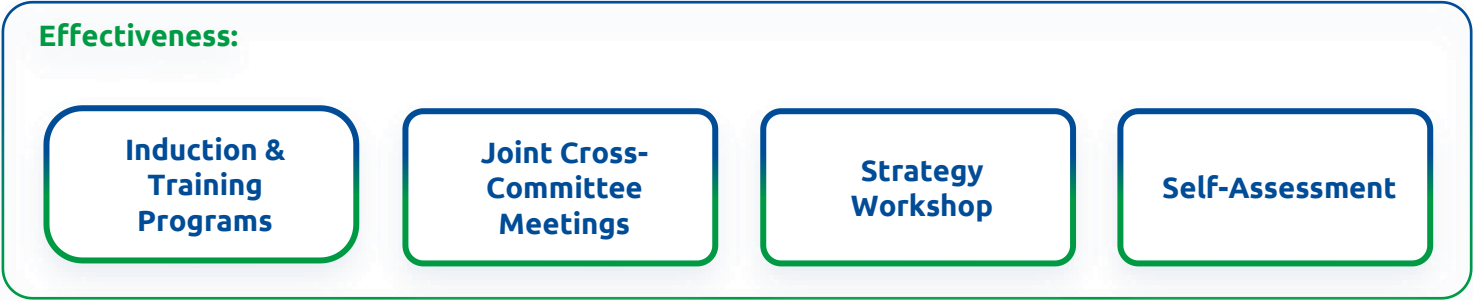 Effectiveness:
Induction &
Training
Programs
Joint Cross-
Committee
Meetings
Strategy
Workshop
Self-Assessment